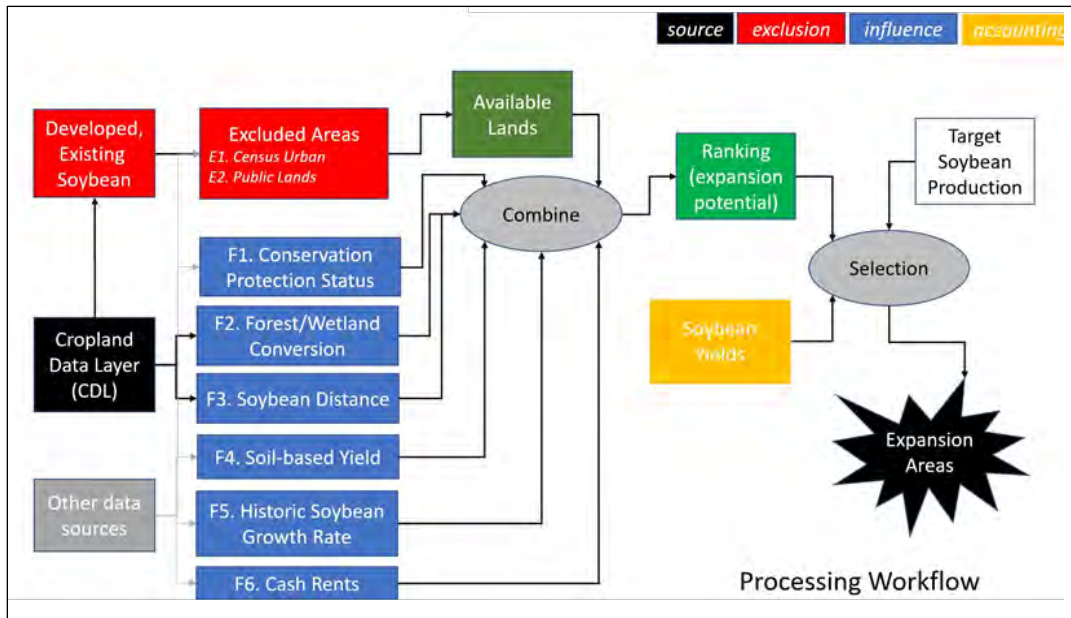 source exclusion influence accounting
Developed,
Existing
Soybean
Excluded Areas
E1. Census Urban
E2. Public Lands
Available
Lands
Ranking
(expansion
potential)
Target
Soybean
Production
Combine
Selection
F1. Conservation
Protection Status
F2. Forest/Wetland
Conversion
Cropland
Data Layer
(CDL)
F3. Soybean Distance
Soybean
Yields
F4. Soil-based Yield
Expansion
Areas
Other data
sources
F5. Historic Soybean
Growth Rate
F6. Cash Rents
Processing Workflow